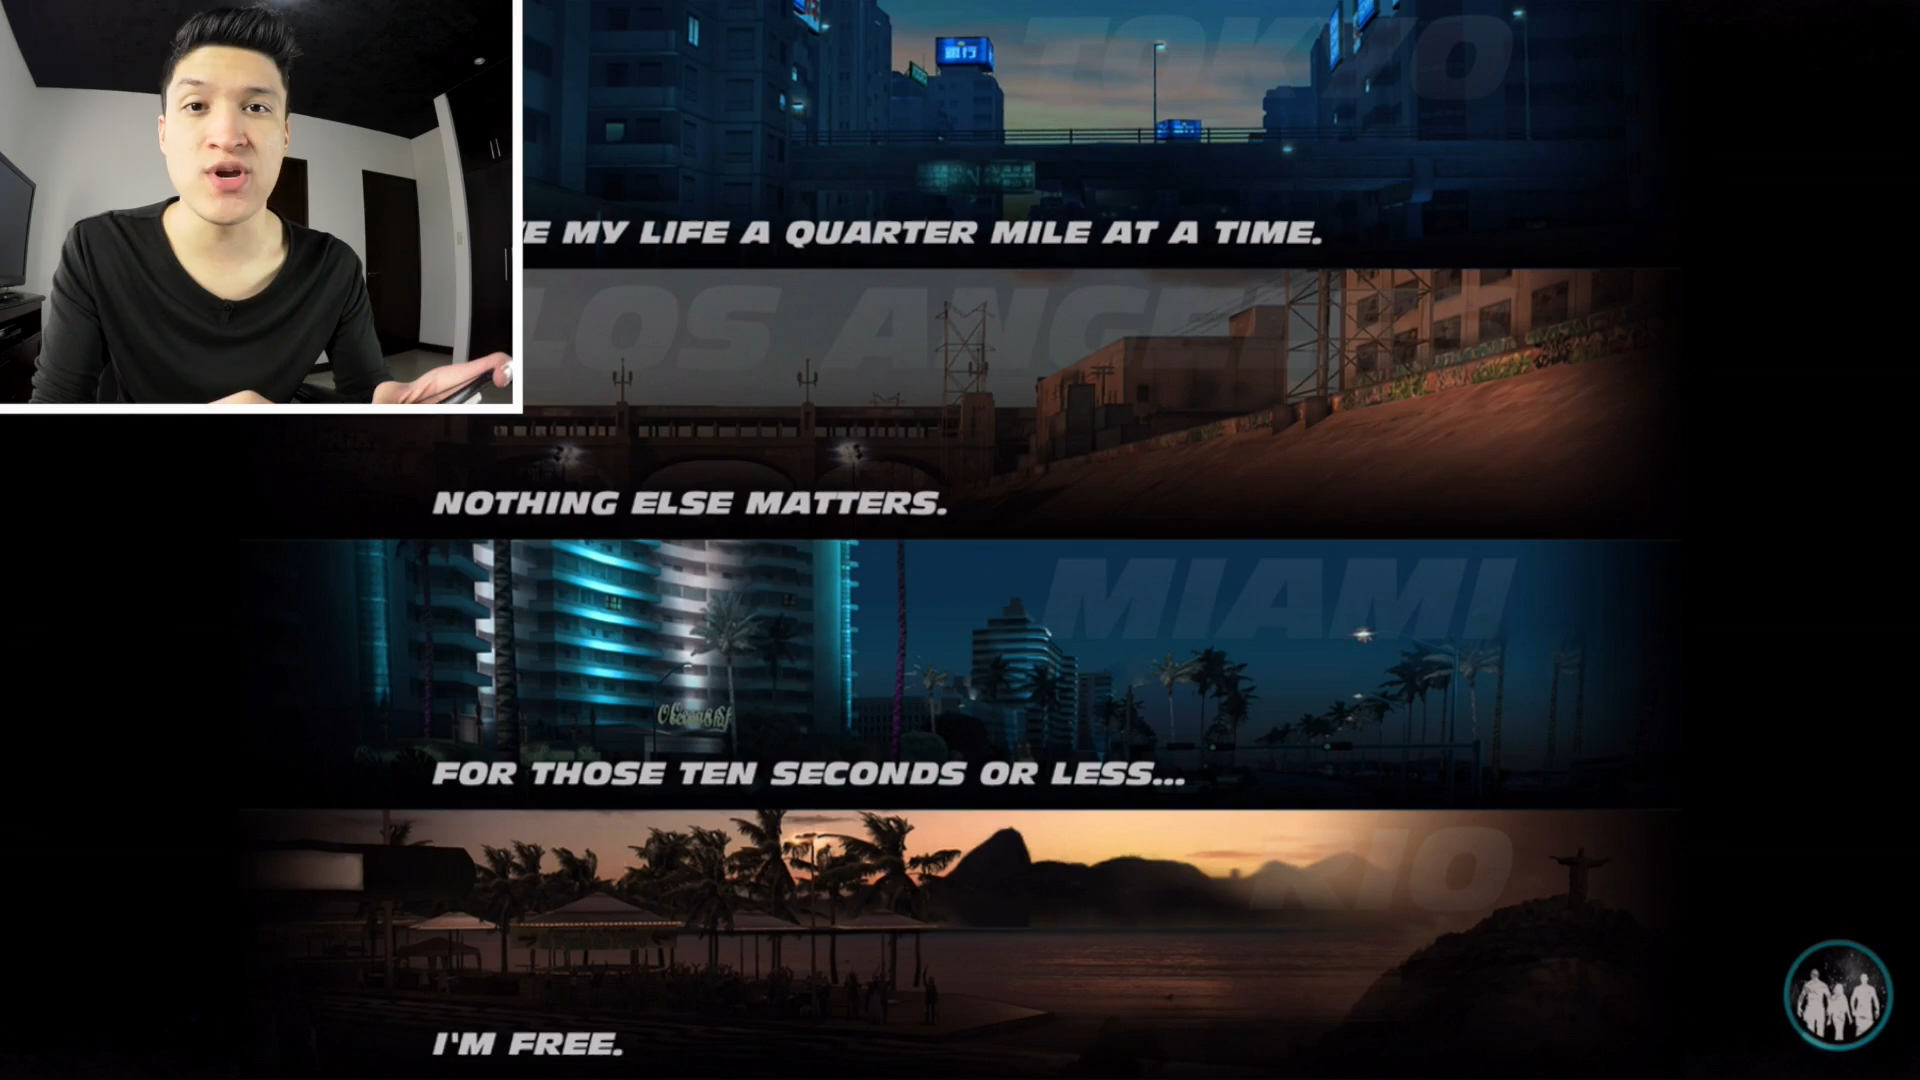 TOKYO
E MY LIFE A QUARTER MILE AT A TIME.
LOS ANGE
NOTHING ELSE MATTERS.
MIAMI
FOR THOSE TEN SECONDS OR LESS...
RIO
I'M FREE.